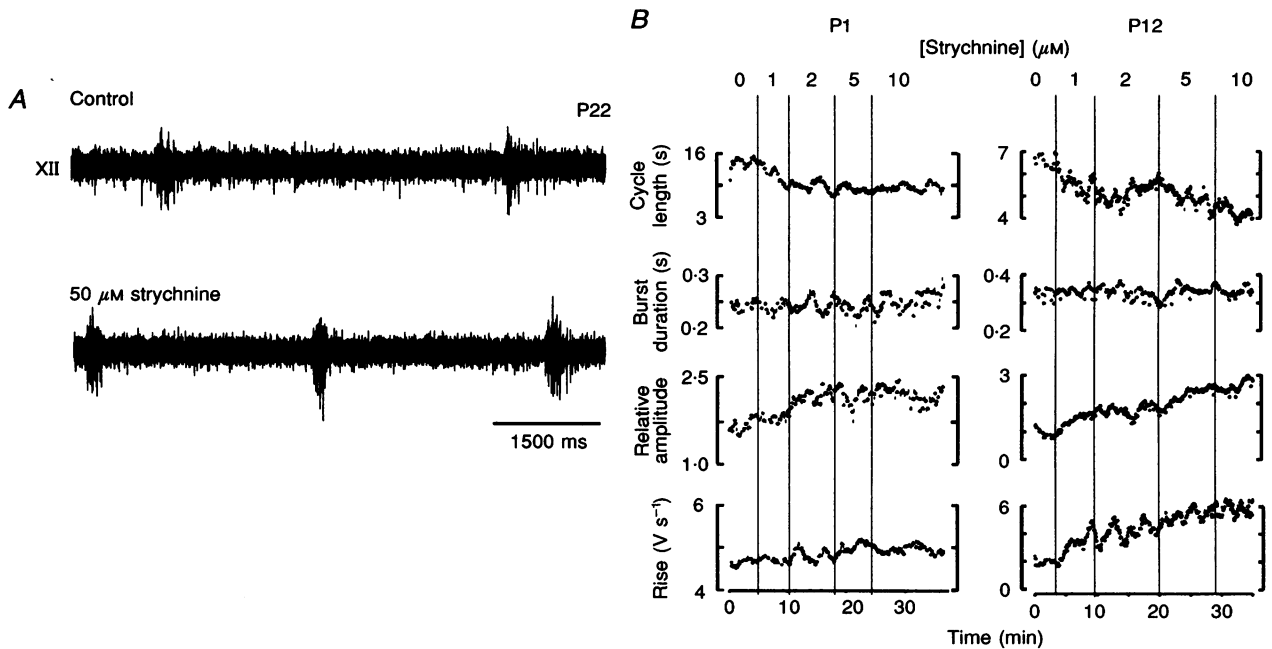 A
Control
P22
XII
50 μM strychnine
1500 ms
B
P1
P12
[Strychnine] (μM)
0 1 2 5 10
0 1 2 5 10
Cycle
length (s)
16
3
7
4
Burst
duration (s)
0·3
0·2
0·4
0·2
Relative
amplitude
2·5
1·0
3
0
Rise (V s⁻¹)
6
4
6
0
0 10 20 30
0 10 20 30
Time (min)